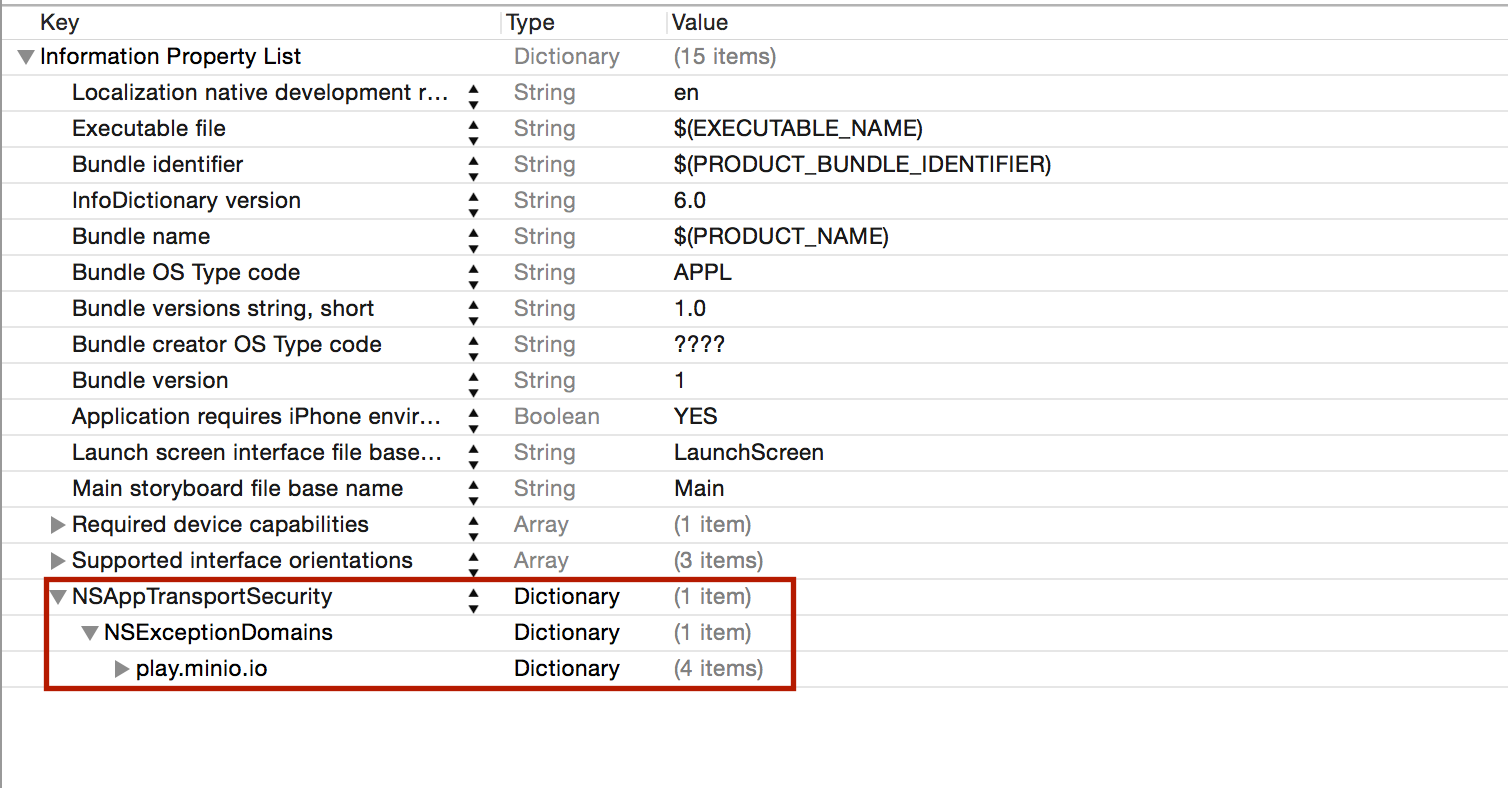 Key Type Value
Information Property List Dictionary (15 items)
Localization native development r... String en
Executable file String $(EXECUTABLE_NAME)
Bundle identifier String $(PRODUCT_BUNDLE_IDENTIFIER)
InfoDictionary version String 6.0
Bundle name String $(PRODUCT_NAME)
Bundle OS Type code String APPL
Bundle versions string, short String 1.0
Bundle creator OS Type code String ????
Bundle version String 1
Application requires iPhone envir... Boolean YES
Launch screen interface file base... String LaunchScreen
Main storyboard file base name String Main
Required device capabilities Array (1 item)
Supported interface orientations Array (3 items)
NSAppTransportSecurity Dictionary (1 item)
NSExceptionDomains Dictionary (1 item)
play.minio.io Dictionary (4 items)